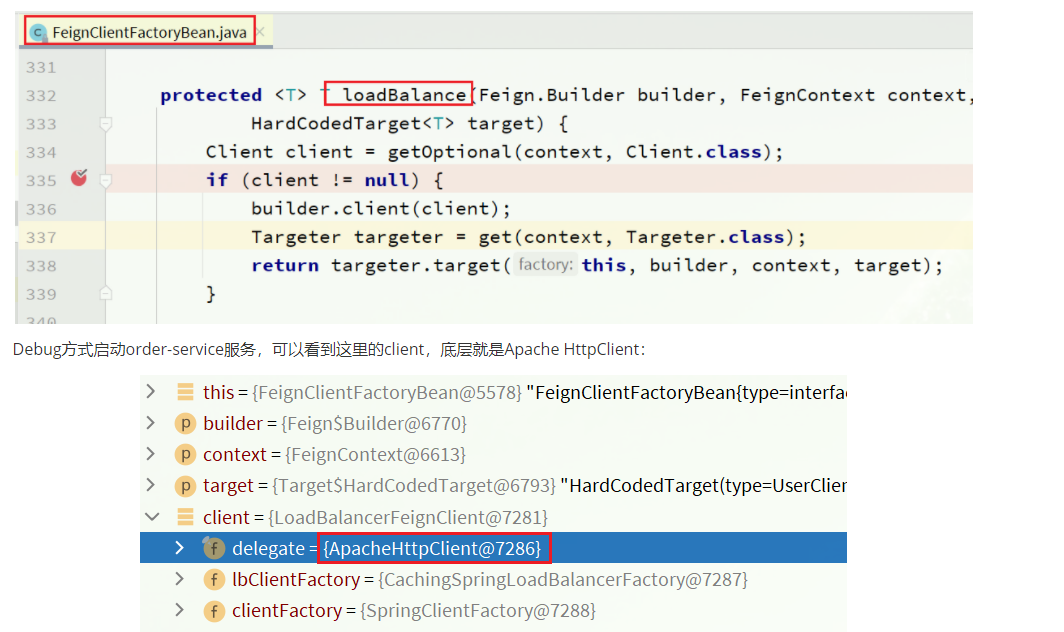 FeignClientFactoryBean.java
331
332 protected <T> T loadBalance(Feign.Builder builder, FeignContext context,
333 HardCodedTarget<T> target) {
334 Client client = getOptional(context, Client.class);
335 if (client != null) {
336 builder.client(client);
337 Targeter targeter = get(context, Targeter.class);
338 return targeter.target( factory: this, builder, context, target);
339 }
340
Debug方式启动order-service服务，可以看到这里的client，底层就是Apache HttpClient：
this = {FeignClientFactoryBean@5578} "FeignClientFactoryBean{type=interfac
p builder = {Feign$Builder@6770}
p context = {FeignContext@6613}
p target = {Target$HardCodedTarget@6793} "HardCodedTarget(type=UserClien
client = {LoadBalancerFeignClient@7281}
f delegate = {ApacheHttpClient@7286}
f lbClientFactory = {CachingSpringLoadBalancerFactory@7287}
f clientFactory = {SpringClientFactory@7288}